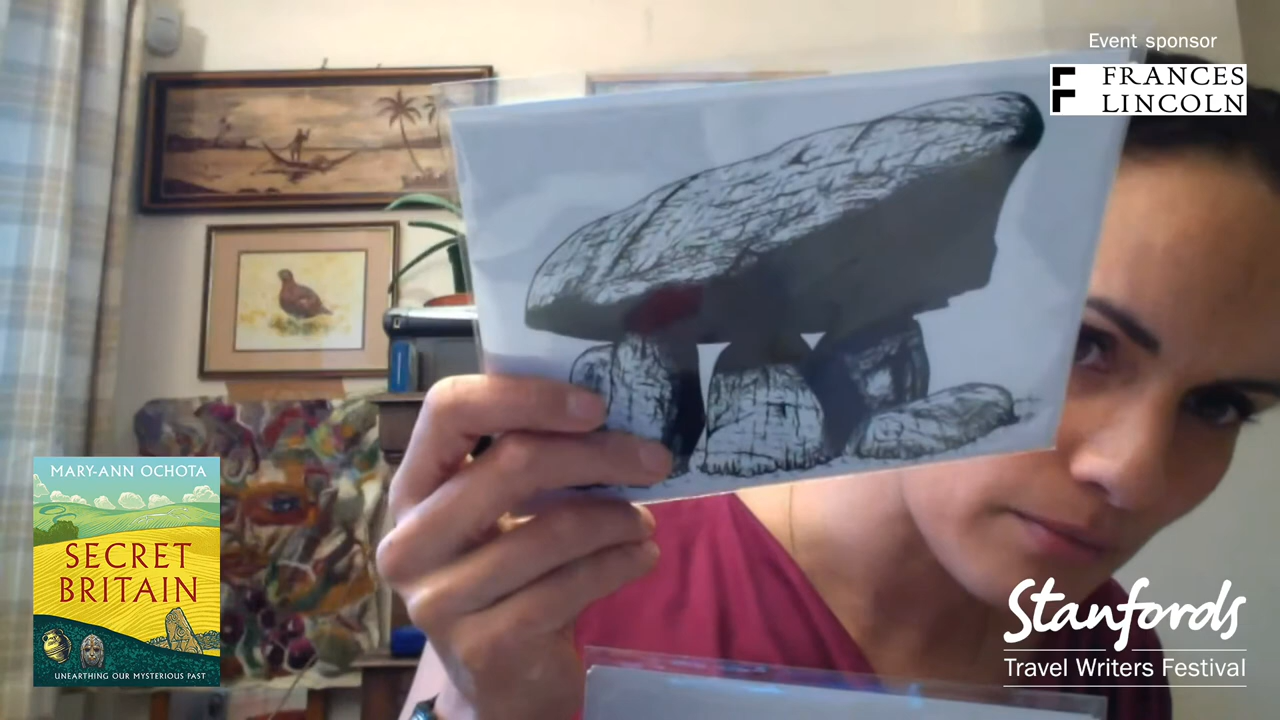 Event sponsor
FRANCES
LINCOLN
MARY-ANN OCHOTA
SECRET
BRITAIN
UNEARTHING OUR MYSTERIOUS PAST
Stanfords
Travel Writers Festival